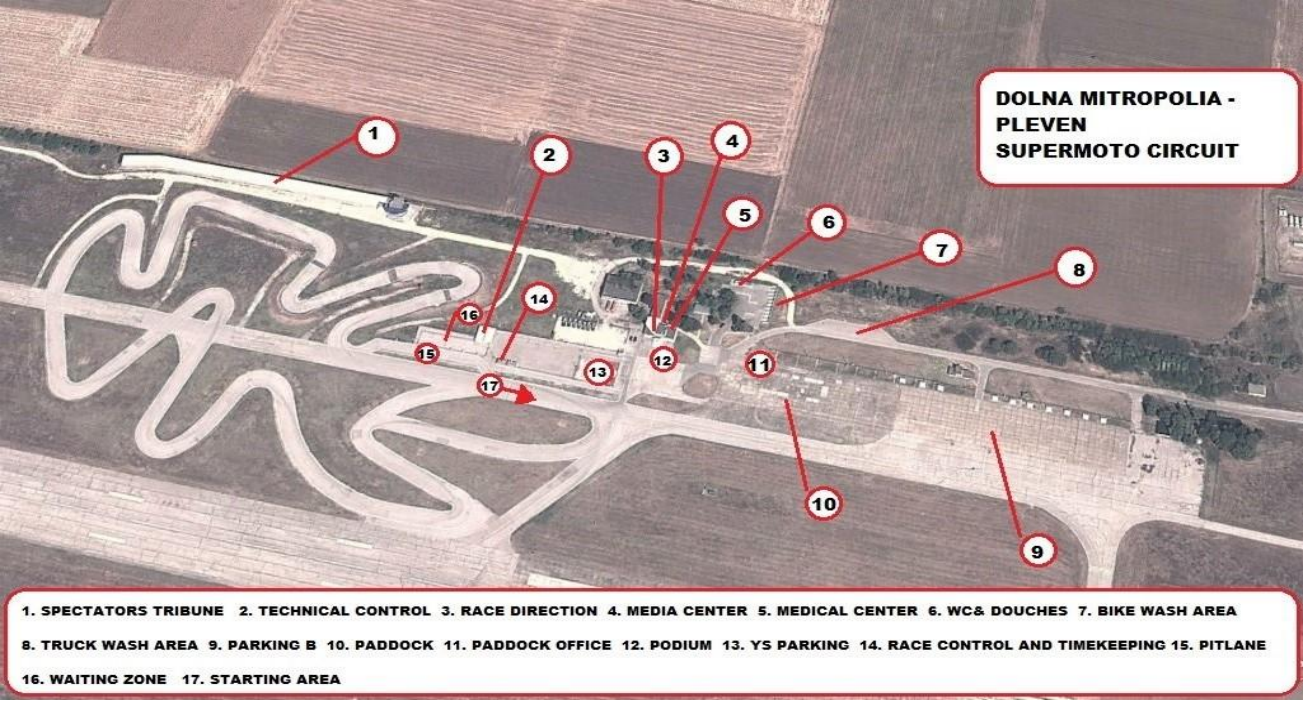 DOLNA MITROPOLIA -
PLEVEN
SUPERMOTO CIRCUIT
1
2
3
4
5
6
7
8
16
14
15
13
12
11
17
10
9
1. SPECTATORS TRIBUNE 2. TECHNICAL CONTROL 3. RACE DIRECTION 4. MEDIA CENTER 5. MEDICAL CENTER 6. WC& DOUCHES 7. BIKE WASH AREA
8. TRUCK WASH AREA 9. PARKING B 10. PADDOCK 11. PADDOCK OFFICE 12. PODIUM 13. YS PARKING 14. RACE CONTROL AND TIMEKEEPING 15. PITLANE
16. WAITING ZONE 17. STARTING AREA